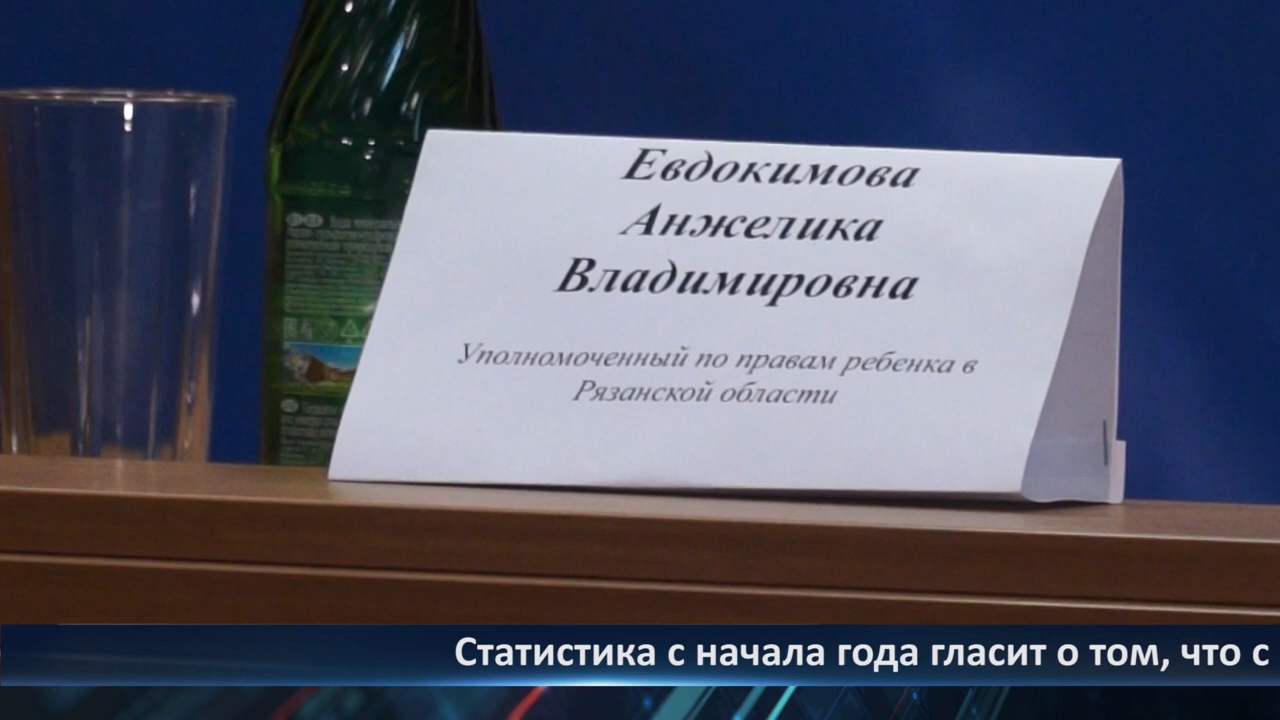 Евдокимова
Анжелика
Владимировна
Уполномоченный по правам ребенка в
Рязанской области
Статистика с начала года гласит о том, что с